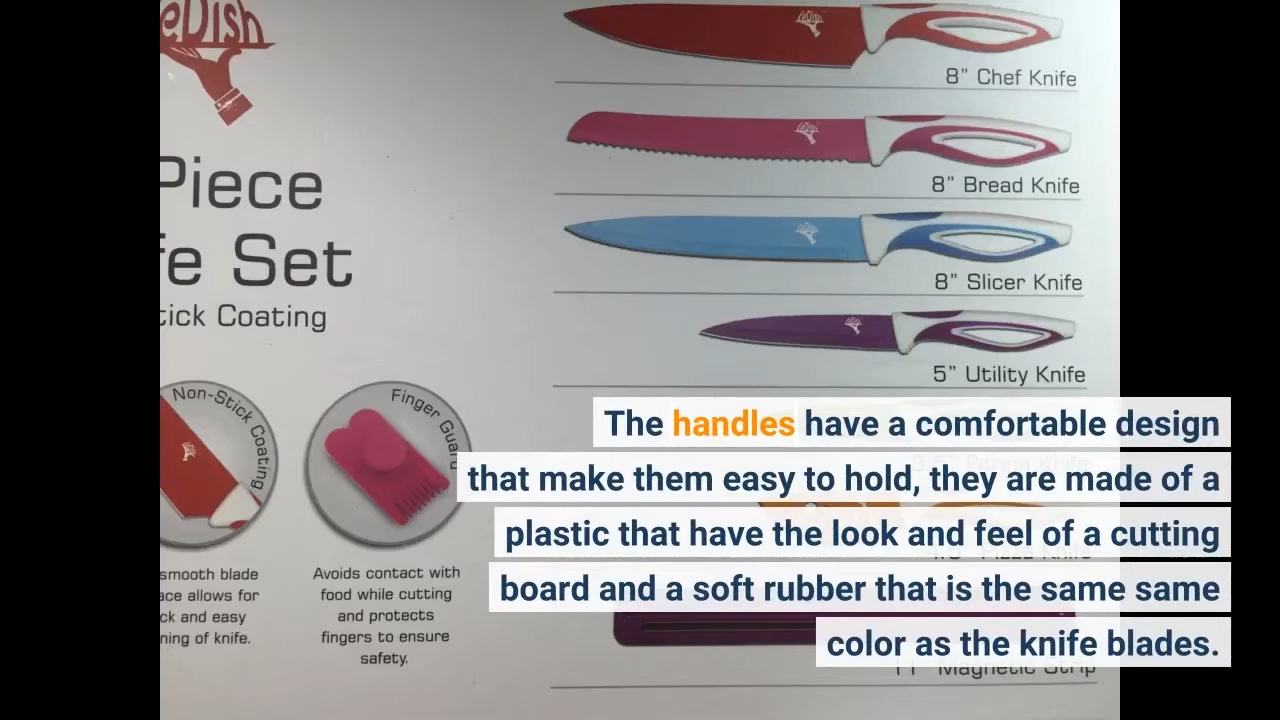 eDish
Piece
fe Set
tick Coating
Non-Stick Coating
smooth blade
ace allows for
ck and easy
ning of knife.
Finger Guard
Avoids contact with
food while cutting
and protects
fingers to ensure
safety.
8” Chef Knife
8” Bread Knife
8” Slicer Knife
5” Utility Knife
The handles have a comfortable design
that make them easy to hold, they are made of a
plastic that have the look and feel of a cutting
board and a soft rubber that is the same same
color as the knife blades.
11” Magnetic Strip